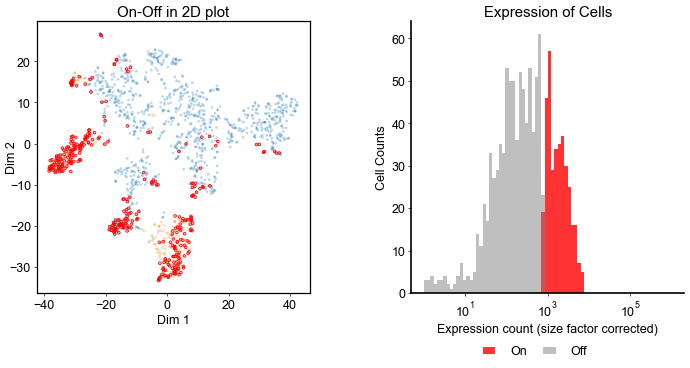 On-Off in 2D plot
Dim 2
20
10
0
−10
−20
−30
−40
−20
0
20
40
Dim 1
Expression of Cells
Cell Counts
60
50
40
30
20
10
0
10^1
10^3
10^5
Expression count (size factor corrected)
On
Off